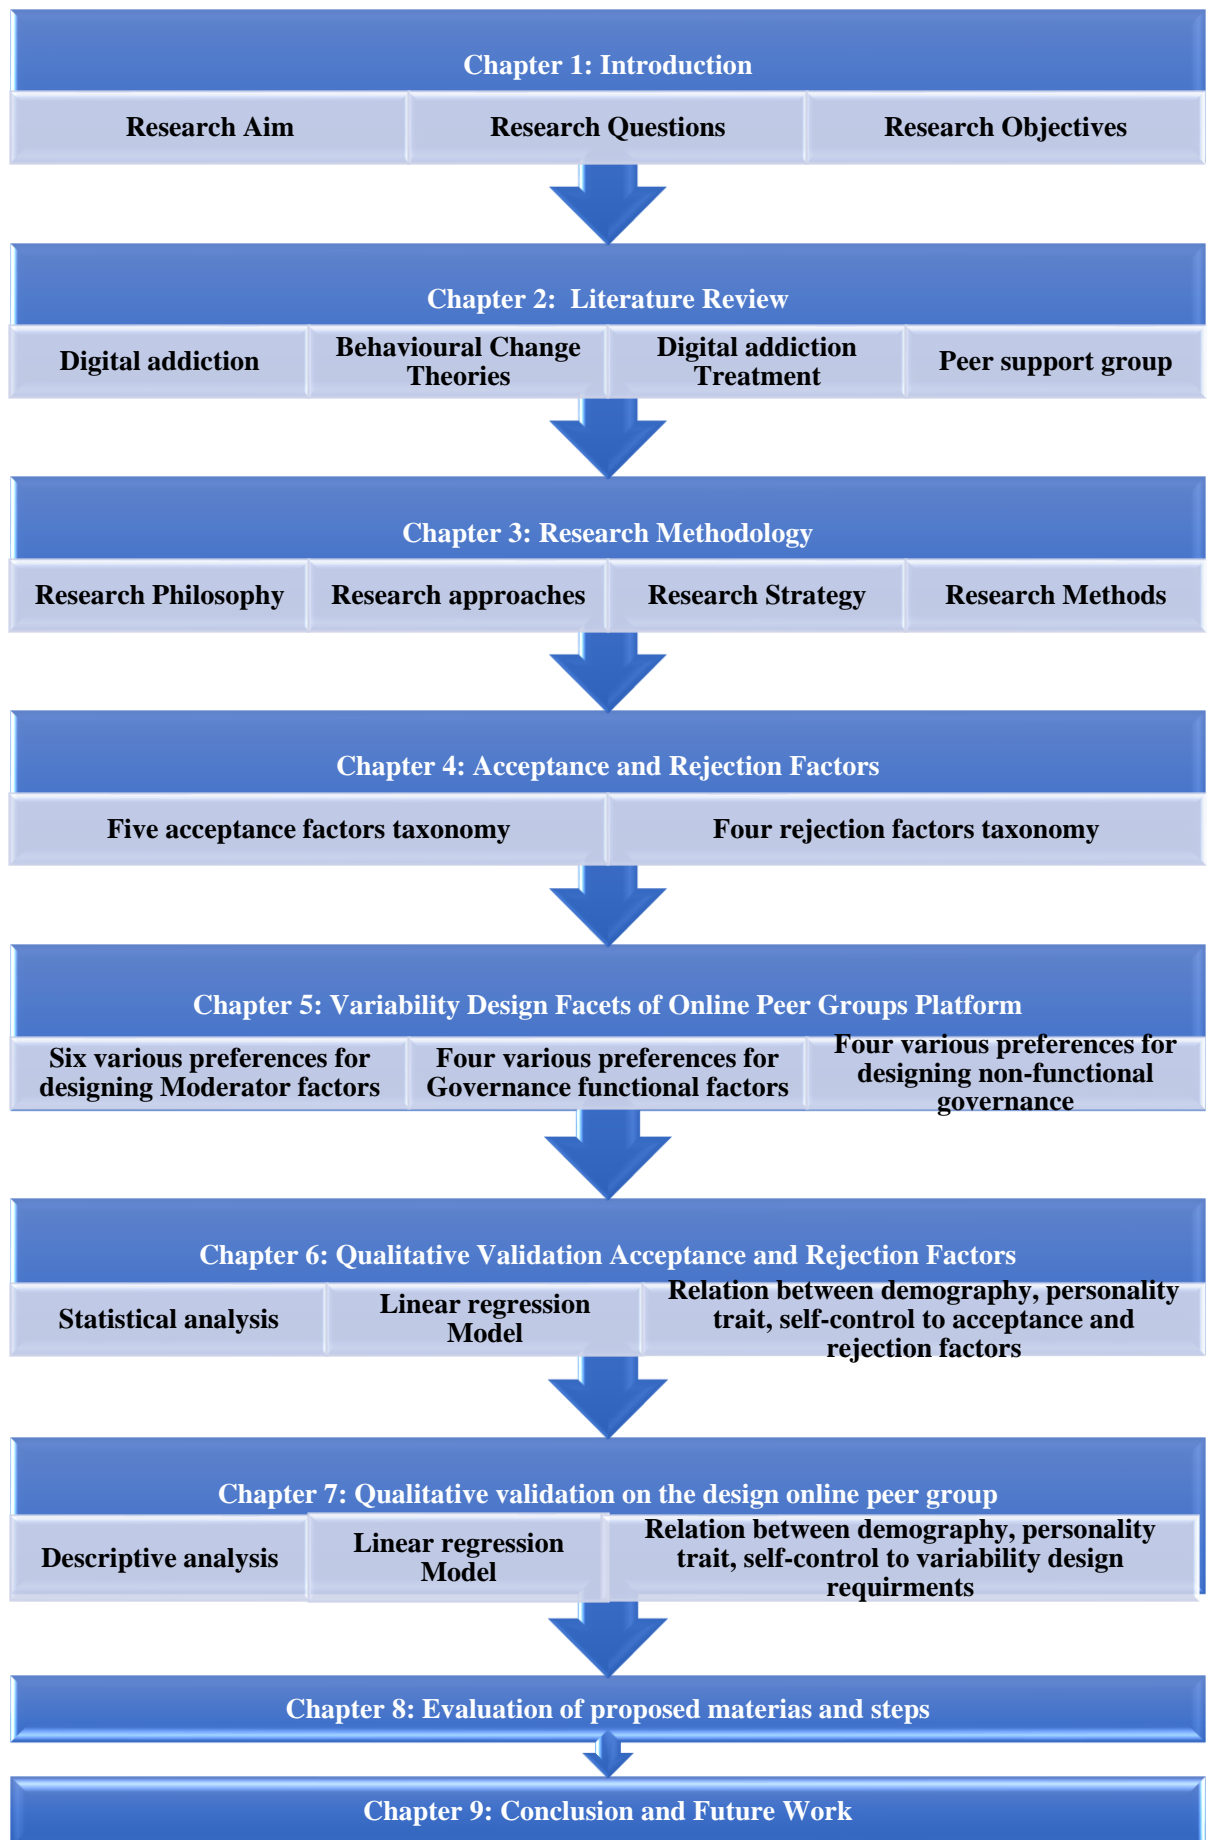 Chapter 1: Introduction
Research Aim
Research Questions
Research Objectives
Chapter 2:  Literature Review
Digital addiction
Behavioural Change
Theories
Digital addiction
Treatment
Peer support group
Chapter 3: Research Methodology
Research Philosophy
Research approaches
Research Strategy
Research Methods
Chapter 4: Acceptance and Rejection Factors
Five acceptance factors taxonomy
Four rejection factors taxonomy
Chapter 5: Variability Design Facets of Online Peer Groups Platform
Six various preferences for
designing Moderator factors
Four various preferences for
Governance functional factors
Four various preferences for
designing non-functional
governance
Chapter 6: Qualitative Validation Acceptance and Rejection Factors
Statistical analysis
Linear regression
Model
Relation between demography, personality
trait, self-control to acceptance and
rejection factors
Chapter 7: Qualitative validation on the design online peer group
Descriptive analysis
Linear regression
Model
Relation between demography, personality
trait, self-control to variability design
requirments
Chapter 8: Evaluation of proposed materias and steps
Chapter 9: Conclusion and Future Work